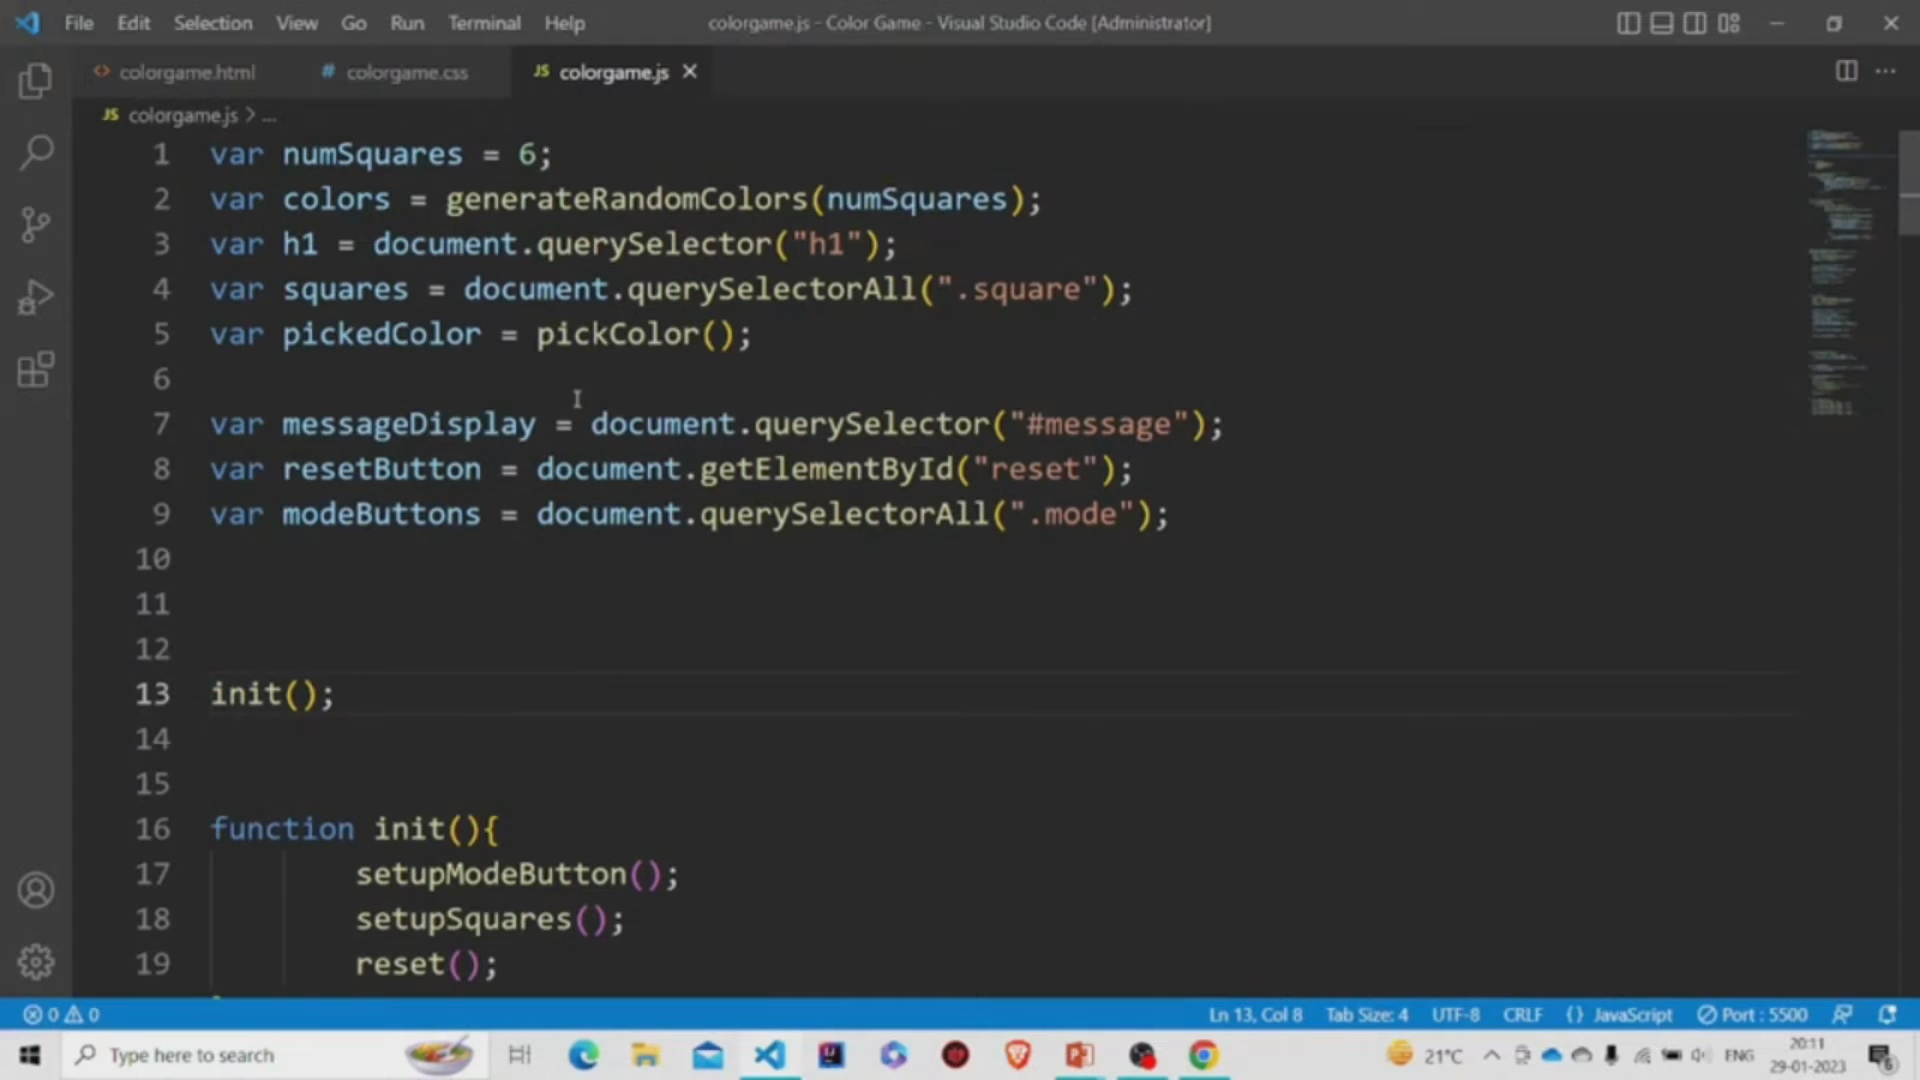 File Edit Selection View Go Run Terminal Help colorgame.js - Color Game - Visual Studio Code [Administrator]
<> colorgame.html # colorgame.css JS colorgame.js
JS colorgame.js > ...
1 var numSquares = 6;
2 var colors = generateRandomColors(numSquares);
3 var h1 = document.querySelector("h1");
4 var squares = document.querySelectorAll(".square");
5 var pickedColor = pickColor();
6
7 var messageDisplay = document.querySelector("#message");
8 var resetButton = document.getElementById("reset");
9 var modeButtons = document.querySelectorAll(".mode");
10
11
12
13 init();
14
15
16 function init(){
17 setupModeButton();
18 setupSquares();
19 reset();
0 0 Ln 13, Col 8 Tab Size: 4 UTF-8 CRLF {} JavaScript Port : 5500
Type here to search 21°C ENG 20:11
29-01-2023